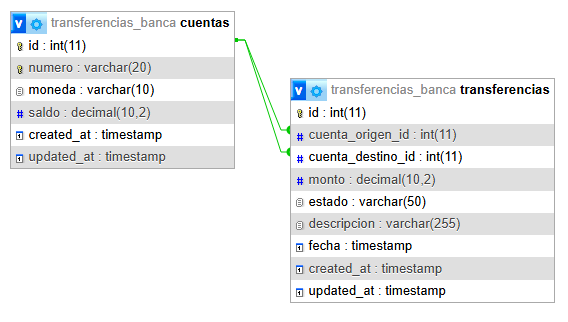 transferencias_banca cuentas
id : int(11)
numero : varchar(20)
moneda : varchar(10)
saldo : decimal(10,2)
created_at : timestamp
updated_at : timestamp
transferencias_banca transferencias
id : int(11)
cuenta_origen_id : int(11)
cuenta_destino_id : int(11)
monto : decimal(10,2)
estado : varchar(50)
descripcion : varchar(255)
fecha : timestamp
created_at : timestamp
updated_at : timestamp